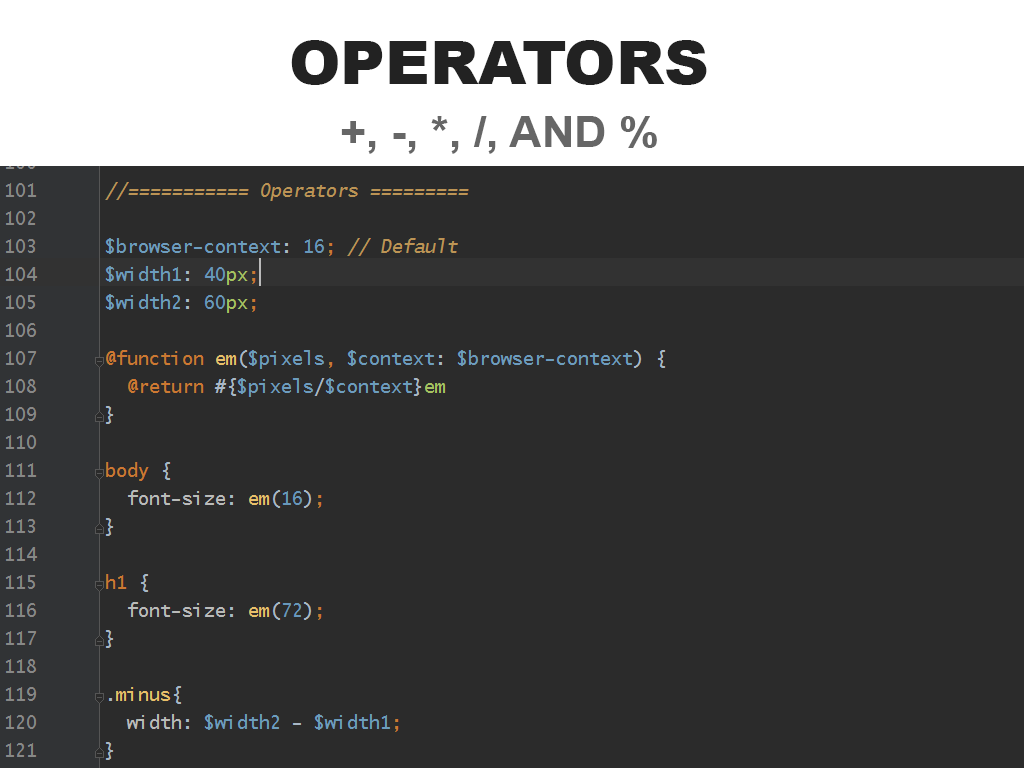 OPERATORS
+, -, *, /, AND %
101 //=========== Operators =========
102
103 $browser-context: 16; // Default
104 $width1: 40px;
105 $width2: 60px;
106
107 @function em($pixels, $context: $browser-context) {
108   @return #{$pixels/$context}em
109 }
110
111 body {
112   font-size: em(16);
113 }
114
115 h1 {
116   font-size: em(72);
117 }
118
119 .minus{
120   width: $width2 - $width1;
121 }